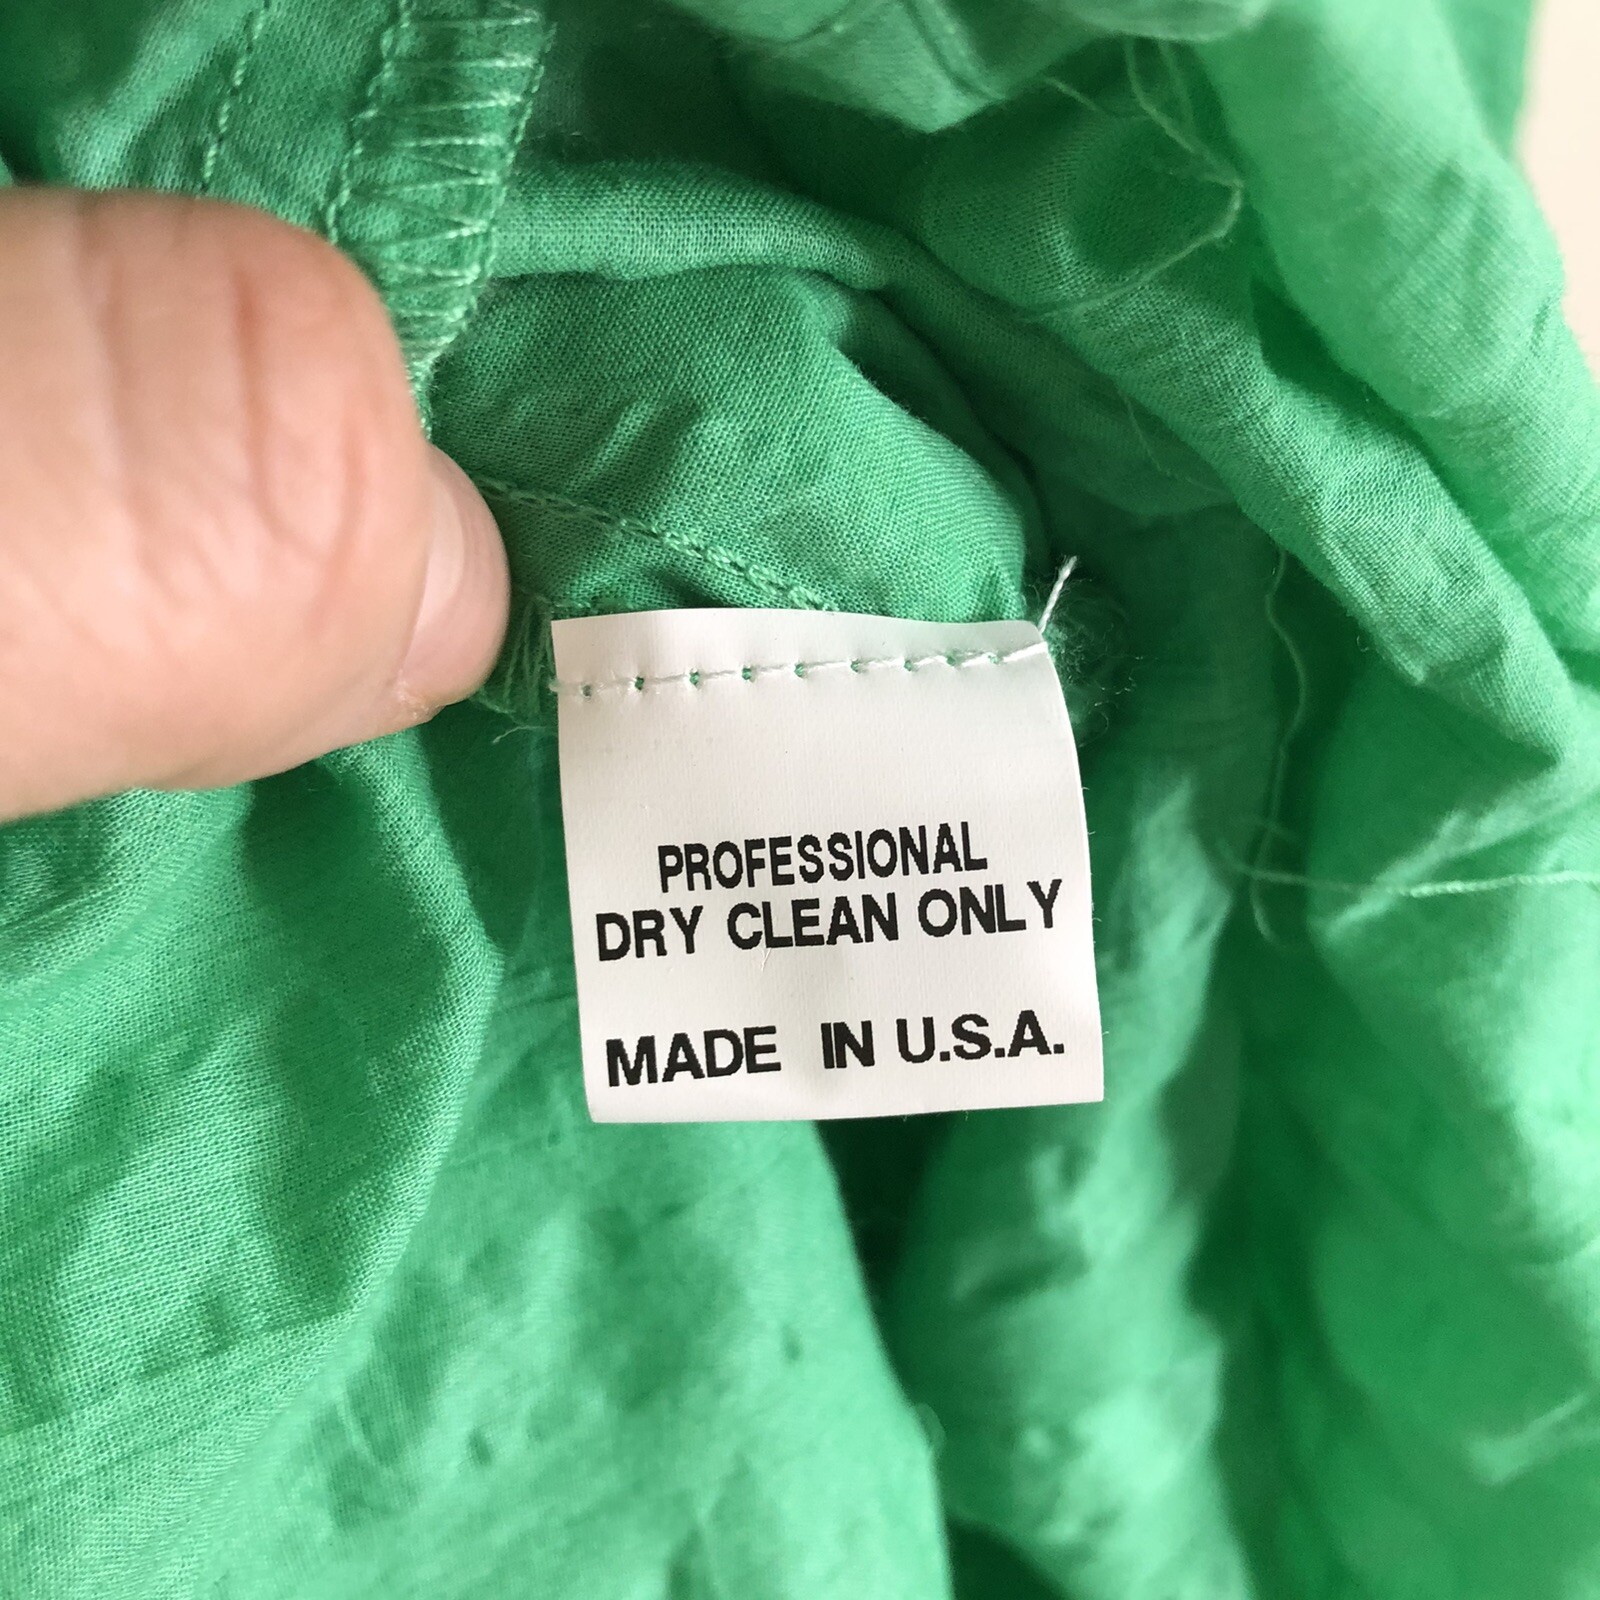 PROFESSIONAL
DRY CLEAN ONLY
MADE IN U.S.A.